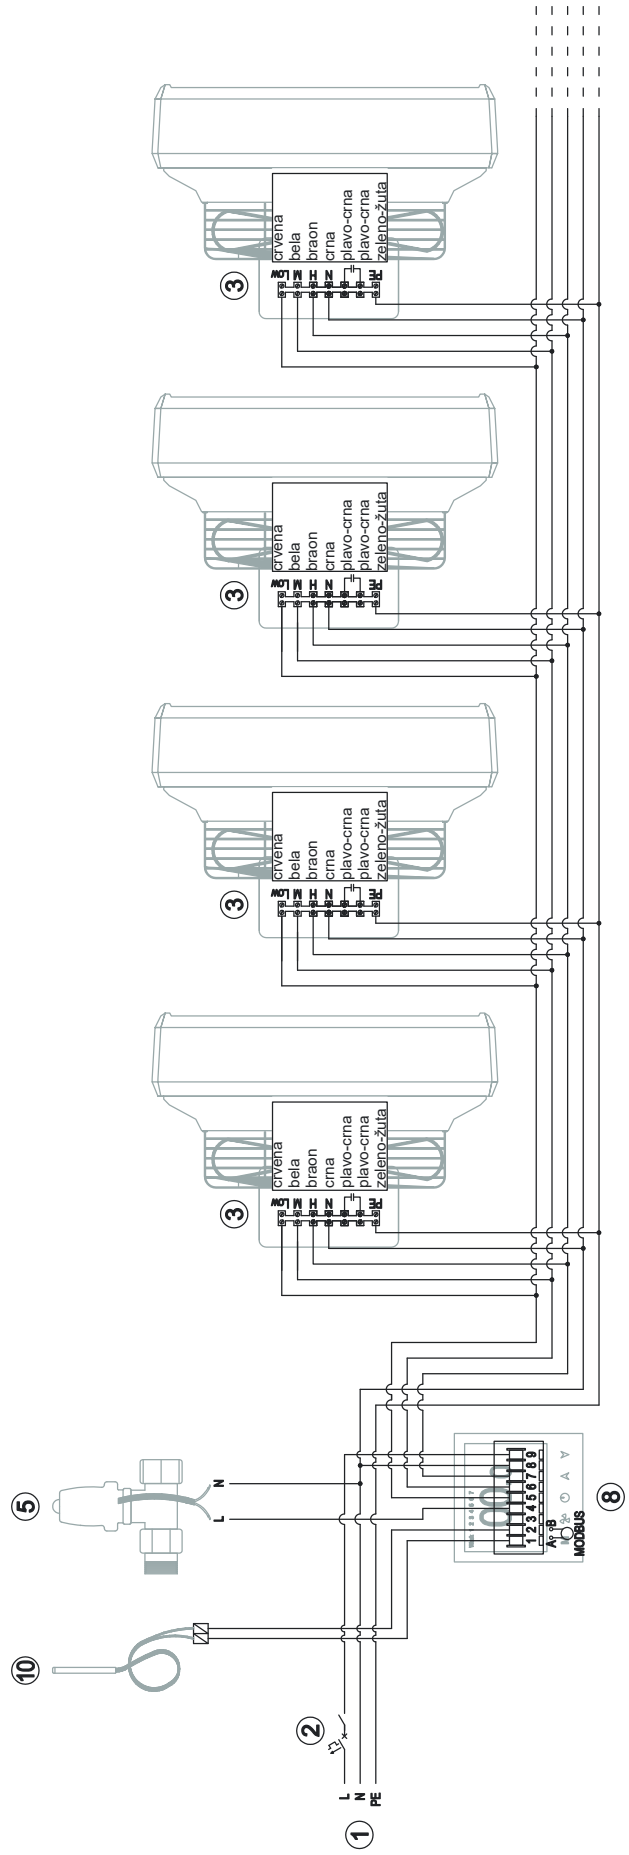 10
5
L N
3
Low
M
H
N
PE
crvena
bela
braon
crna
plavo-crna
plavo-crna
zeleno-žuta
3
Low
M
H
N
PE
crvena
bela
braon
crna
plavo-crna
plavo-crna
zeleno-žuta
3
Low
M
H
N
PE
crvena
bela
braon
crna
plavo-crna
plavo-crna
zeleno-žuta
3
Low
M
H
N
PE
crvena
bela
braon
crna
plavo-crna
plavo-crna
zeleno-žuta
2
L
N
PE
1
1 2 3 4 5 6 7 8 9
A B
MODBUS
8